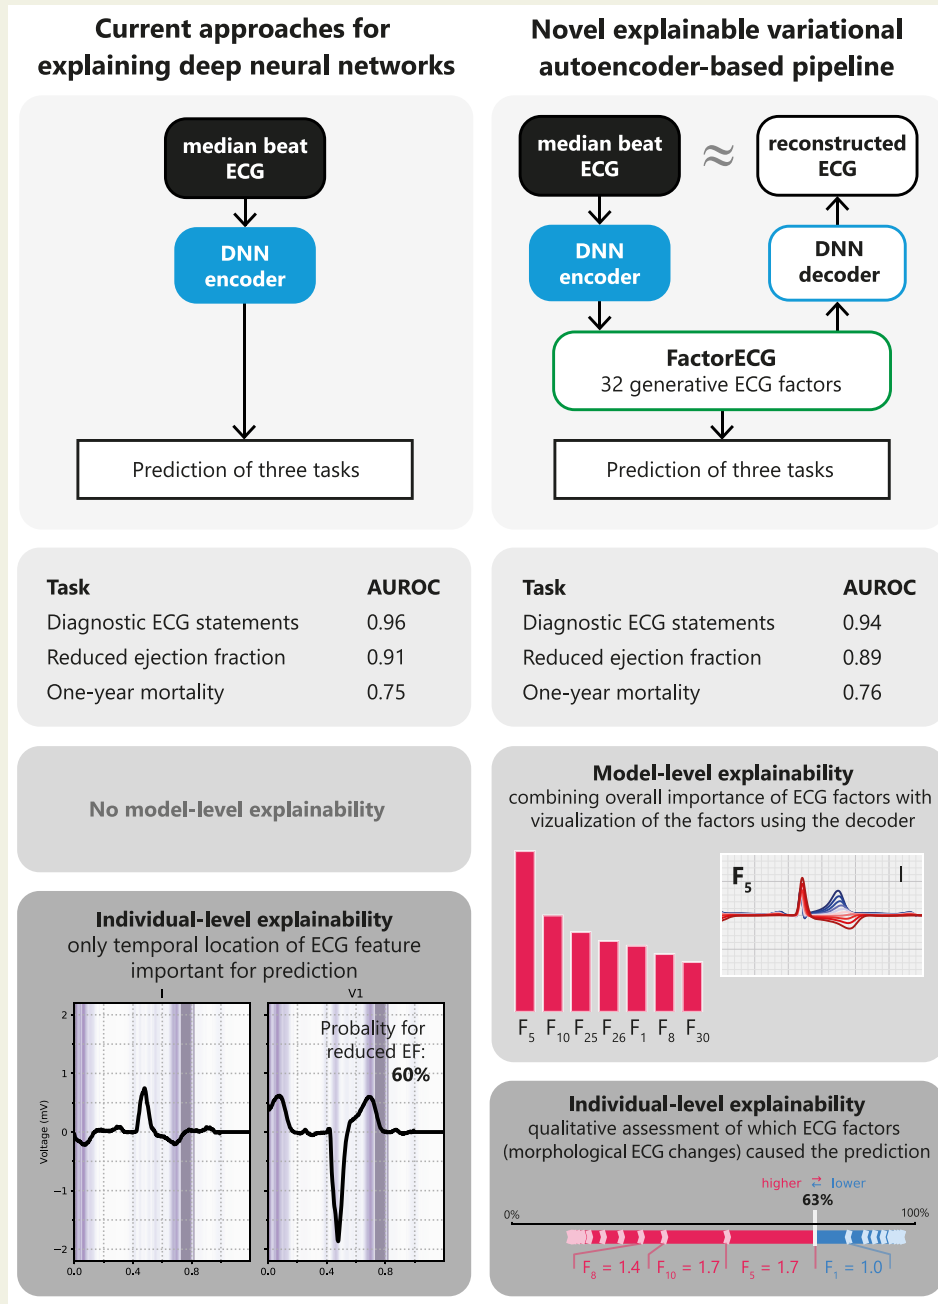 Current approaches for
explaining deep neural networks
median beat
ECG
DNN
encoder
Prediction of three tasks
Task AUROC
Diagnostic ECG statements 0.96
Reduced ejection fraction 0.91
One-year mortality 0.75
No model-level explainability
Individual-level explainability
only temporal location of ECG feature
important for prediction
I
V1
Probality for
reduced EF:
60%
Voltage (mV)
2
1
0
−1
−2
0.0 0.4 0.8
0.0 0.4 0.8
Novel explainable variational
autoencoder-based pipeline
median beat
ECG
≈
reconstructed
ECG
DNN
encoder
DNN
decoder
FactorECG
32 generative ECG factors
Prediction of three tasks
Task AUROC
Diagnostic ECG statements 0.94
Reduced ejection fraction 0.89
One-year mortality 0.76
Model-level explainability
combining overall importance of ECG factors with
vizualization of the factors using the decoder
F5 F10 F25 F26 F1 F8 F30
F5 I
Individual-level explainability
qualitative assessment of which ECG factors
(morphological ECG changes) caused the prediction
higher ⇄ lower
63%
0% 100%
F8 = 1.4 F10 = 1.7 F5 = 1.7 F1 = 1.0